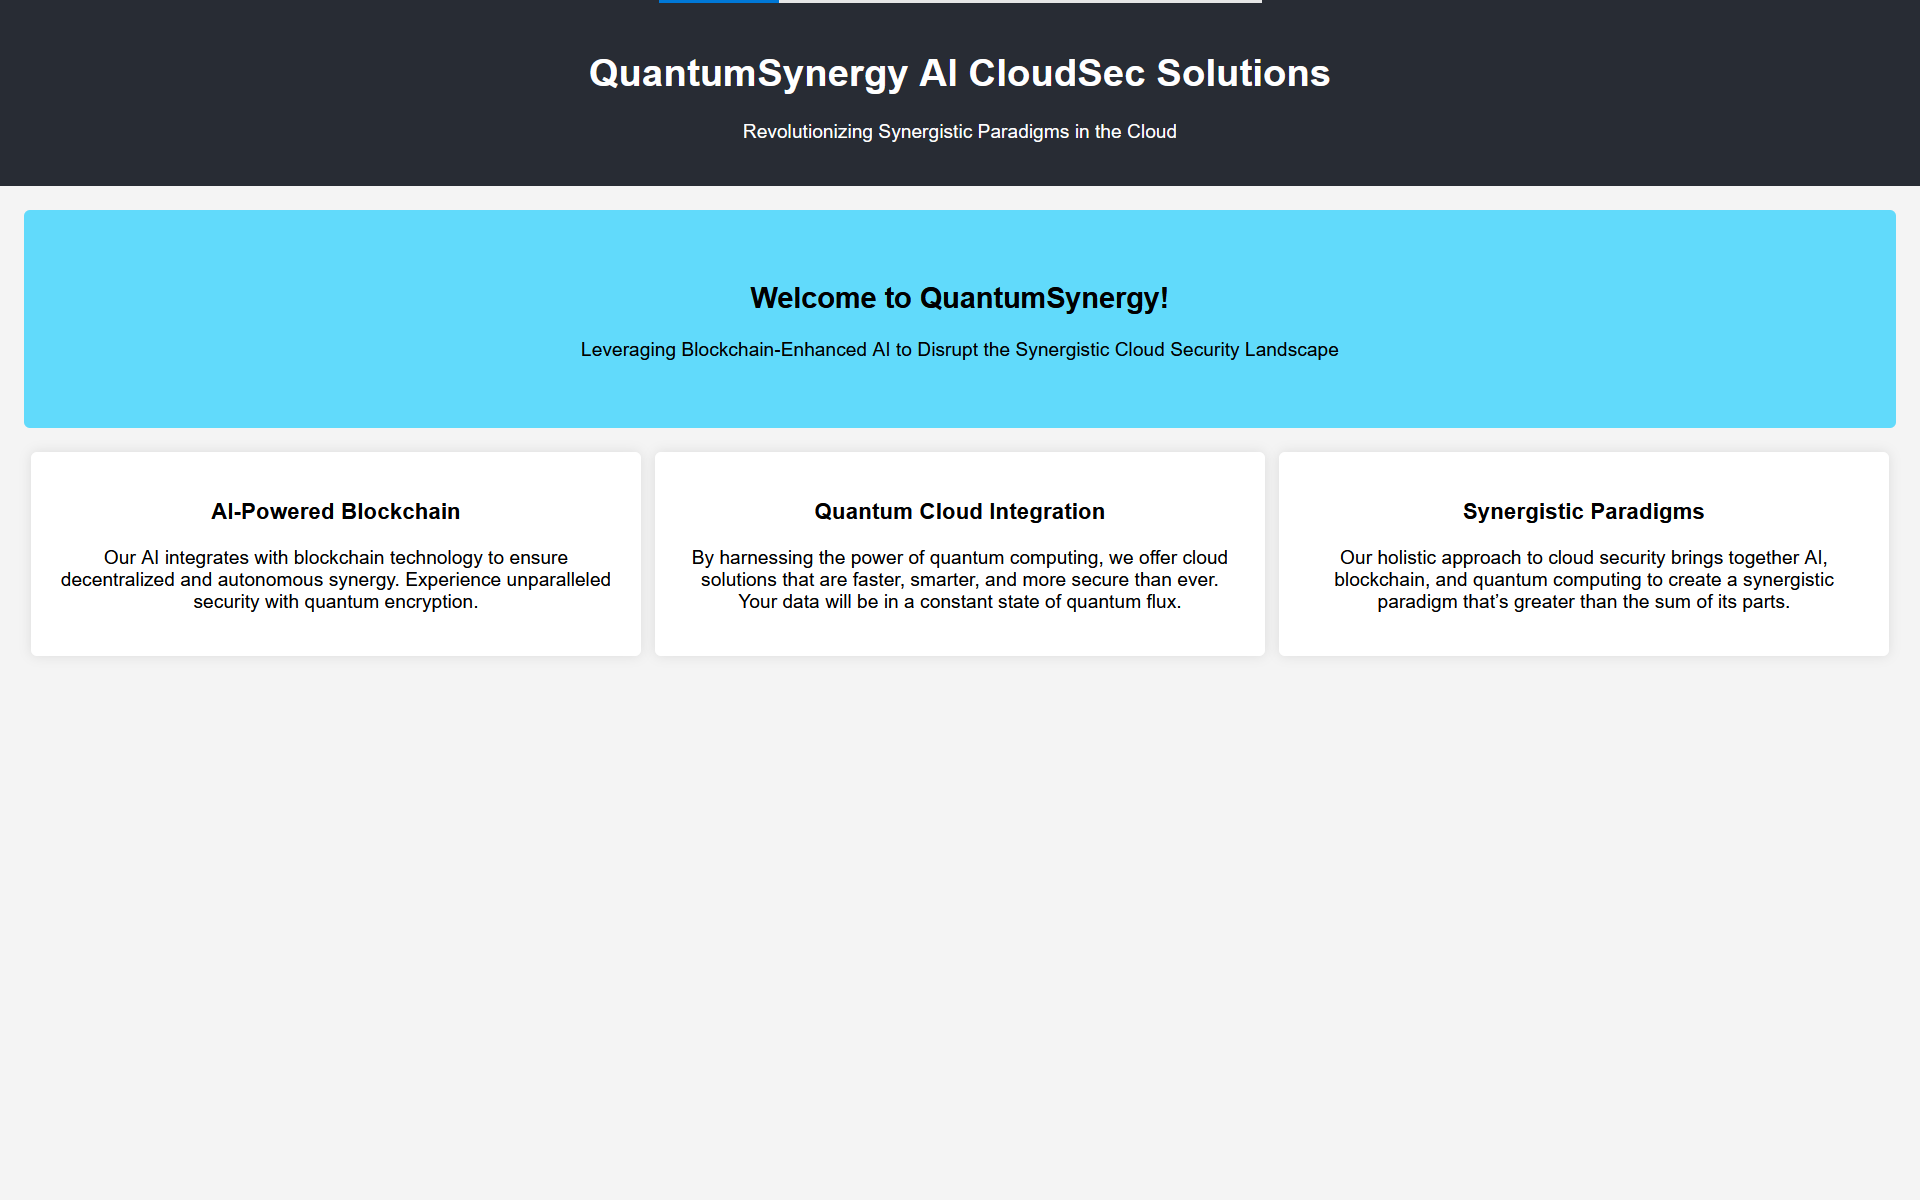 QuantumSynergy AI CloudSec Solutions
Revolutionizing Synergistic Paradigms in the Cloud
Welcome to QuantumSynergy!
Leveraging Blockchain-Enhanced AI to Disrupt the Synergistic Cloud Security Landscape
AI-Powered Blockchain
Our AI integrates with blockchain technology to ensure
decentralized and autonomous synergy. Experience unparalleled
security with quantum encryption.
Quantum Cloud Integration
By harnessing the power of quantum computing, we offer cloud
solutions that are faster, smarter, and more secure than ever.
Your data will be in a constant state of quantum flux.
Synergistic Paradigms
Our holistic approach to cloud security brings together AI,
blockchain, and quantum computing to create a synergistic
paradigm that’s greater than the sum of its parts.